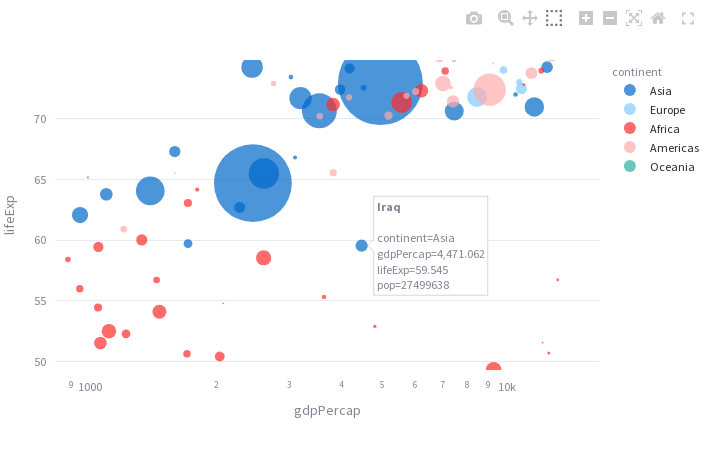 continent
Asia
Europe
Africa
Americas
Oceania
lifeExp
70
65
60
55
50
Iraq
continent=Asia
gdpPercap=4,471.062
lifeExp=59.545
pop=27499638
9 1000 2 3 4 5 6 7 8 9 10k
gdpPercap